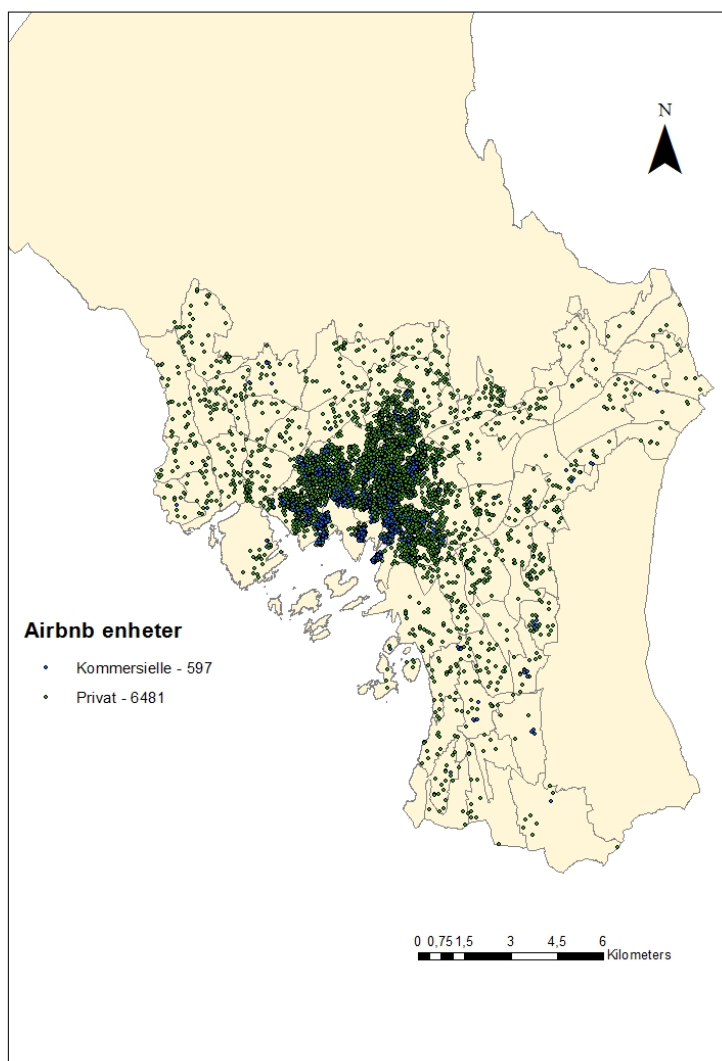 N
Airbnb enheter
Kommersielle - 597
Privat - 6481
0 0,75 1,5 3 4,5 6
Kilometers